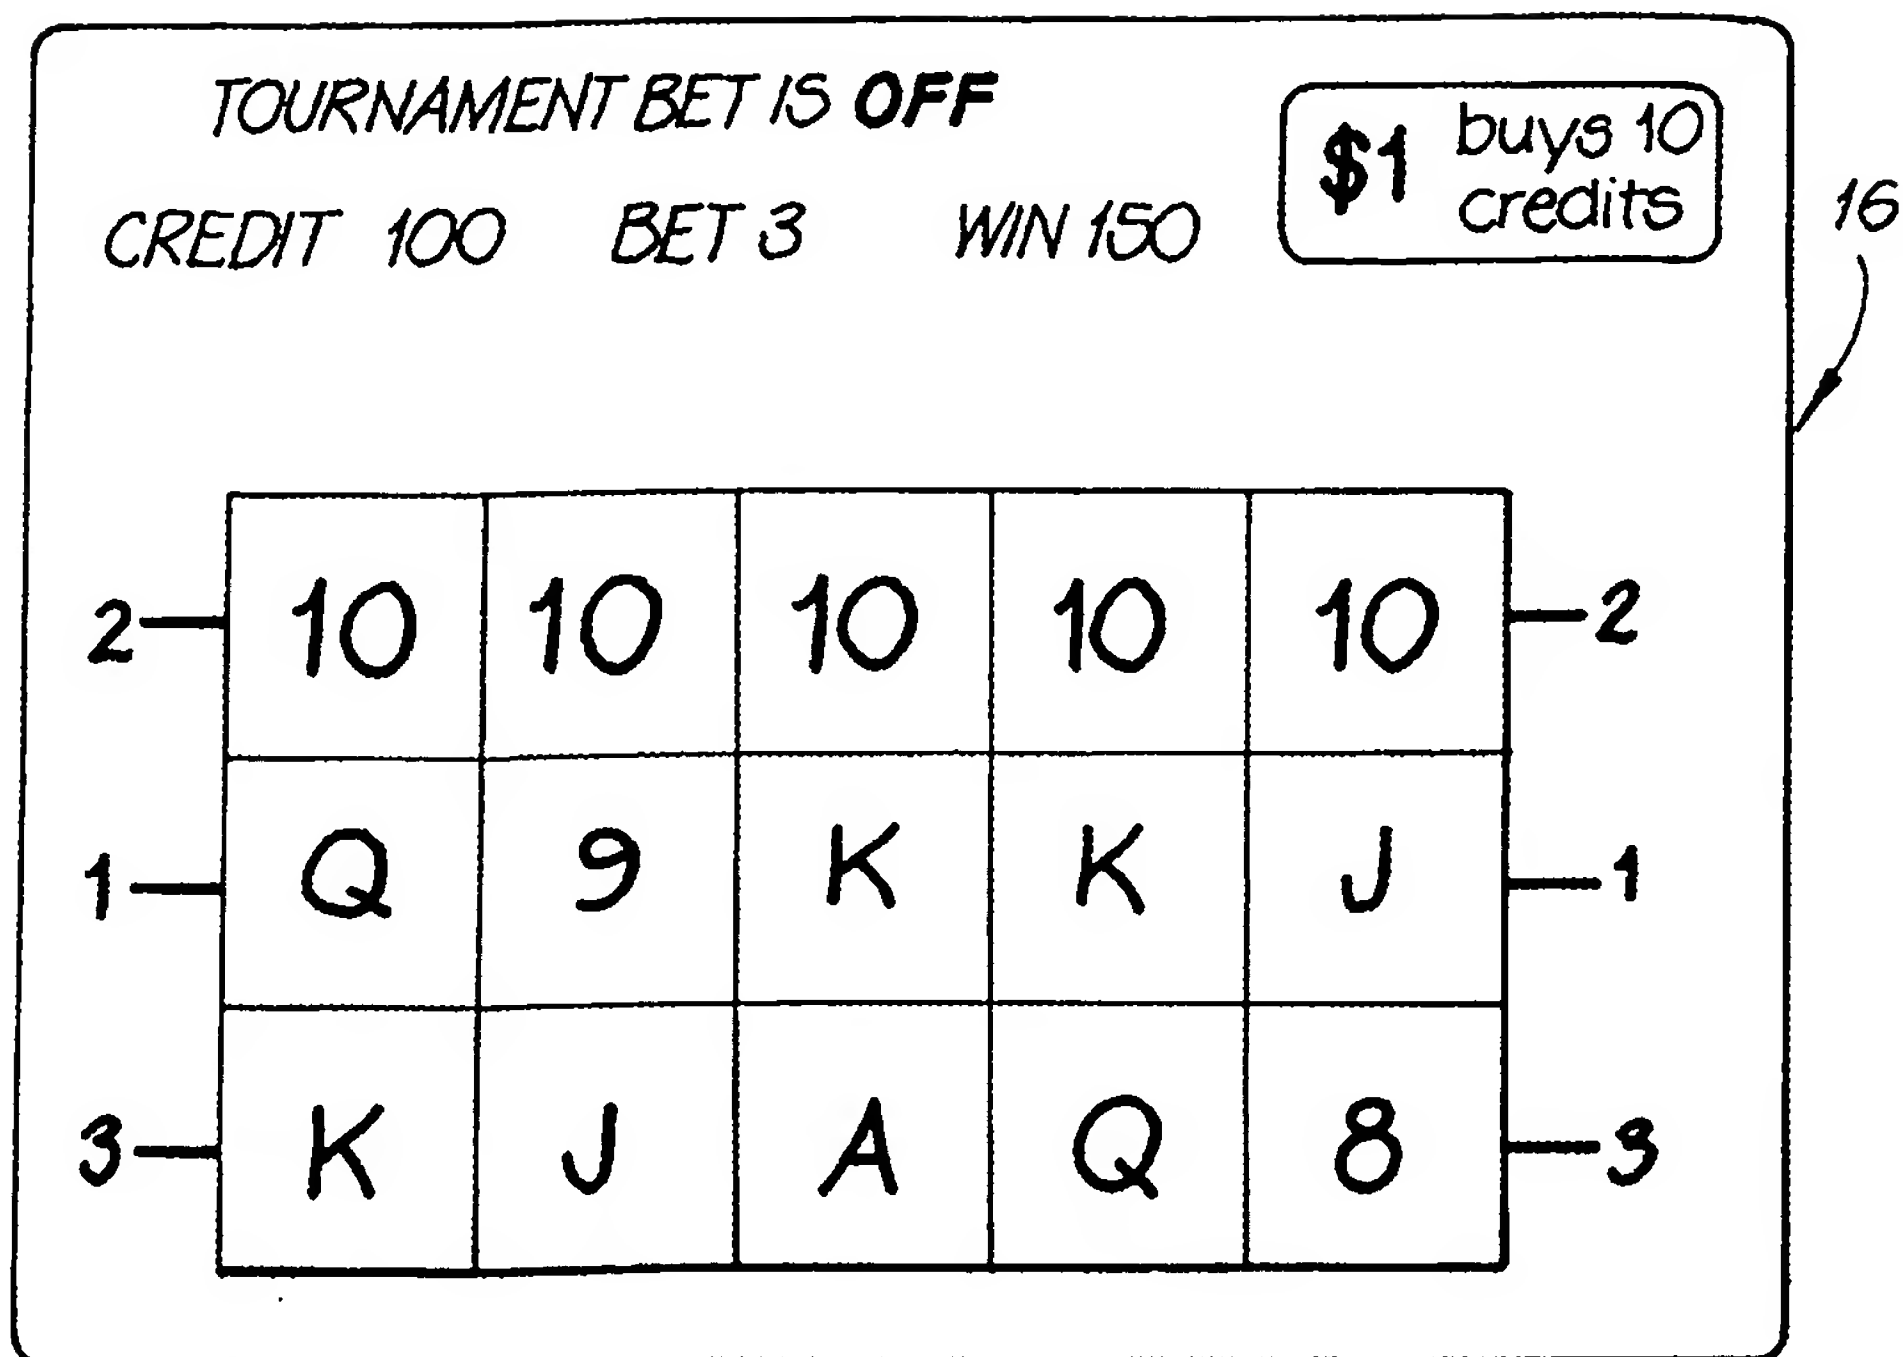 TOURNAMENT BET IS OFF
$1 buys 10 credits
CREDIT 100 BET 3 WIN 150
16
2 10 10 10 10 10 2
1 Q 9 K K J 1
3 K J A Q 8 3